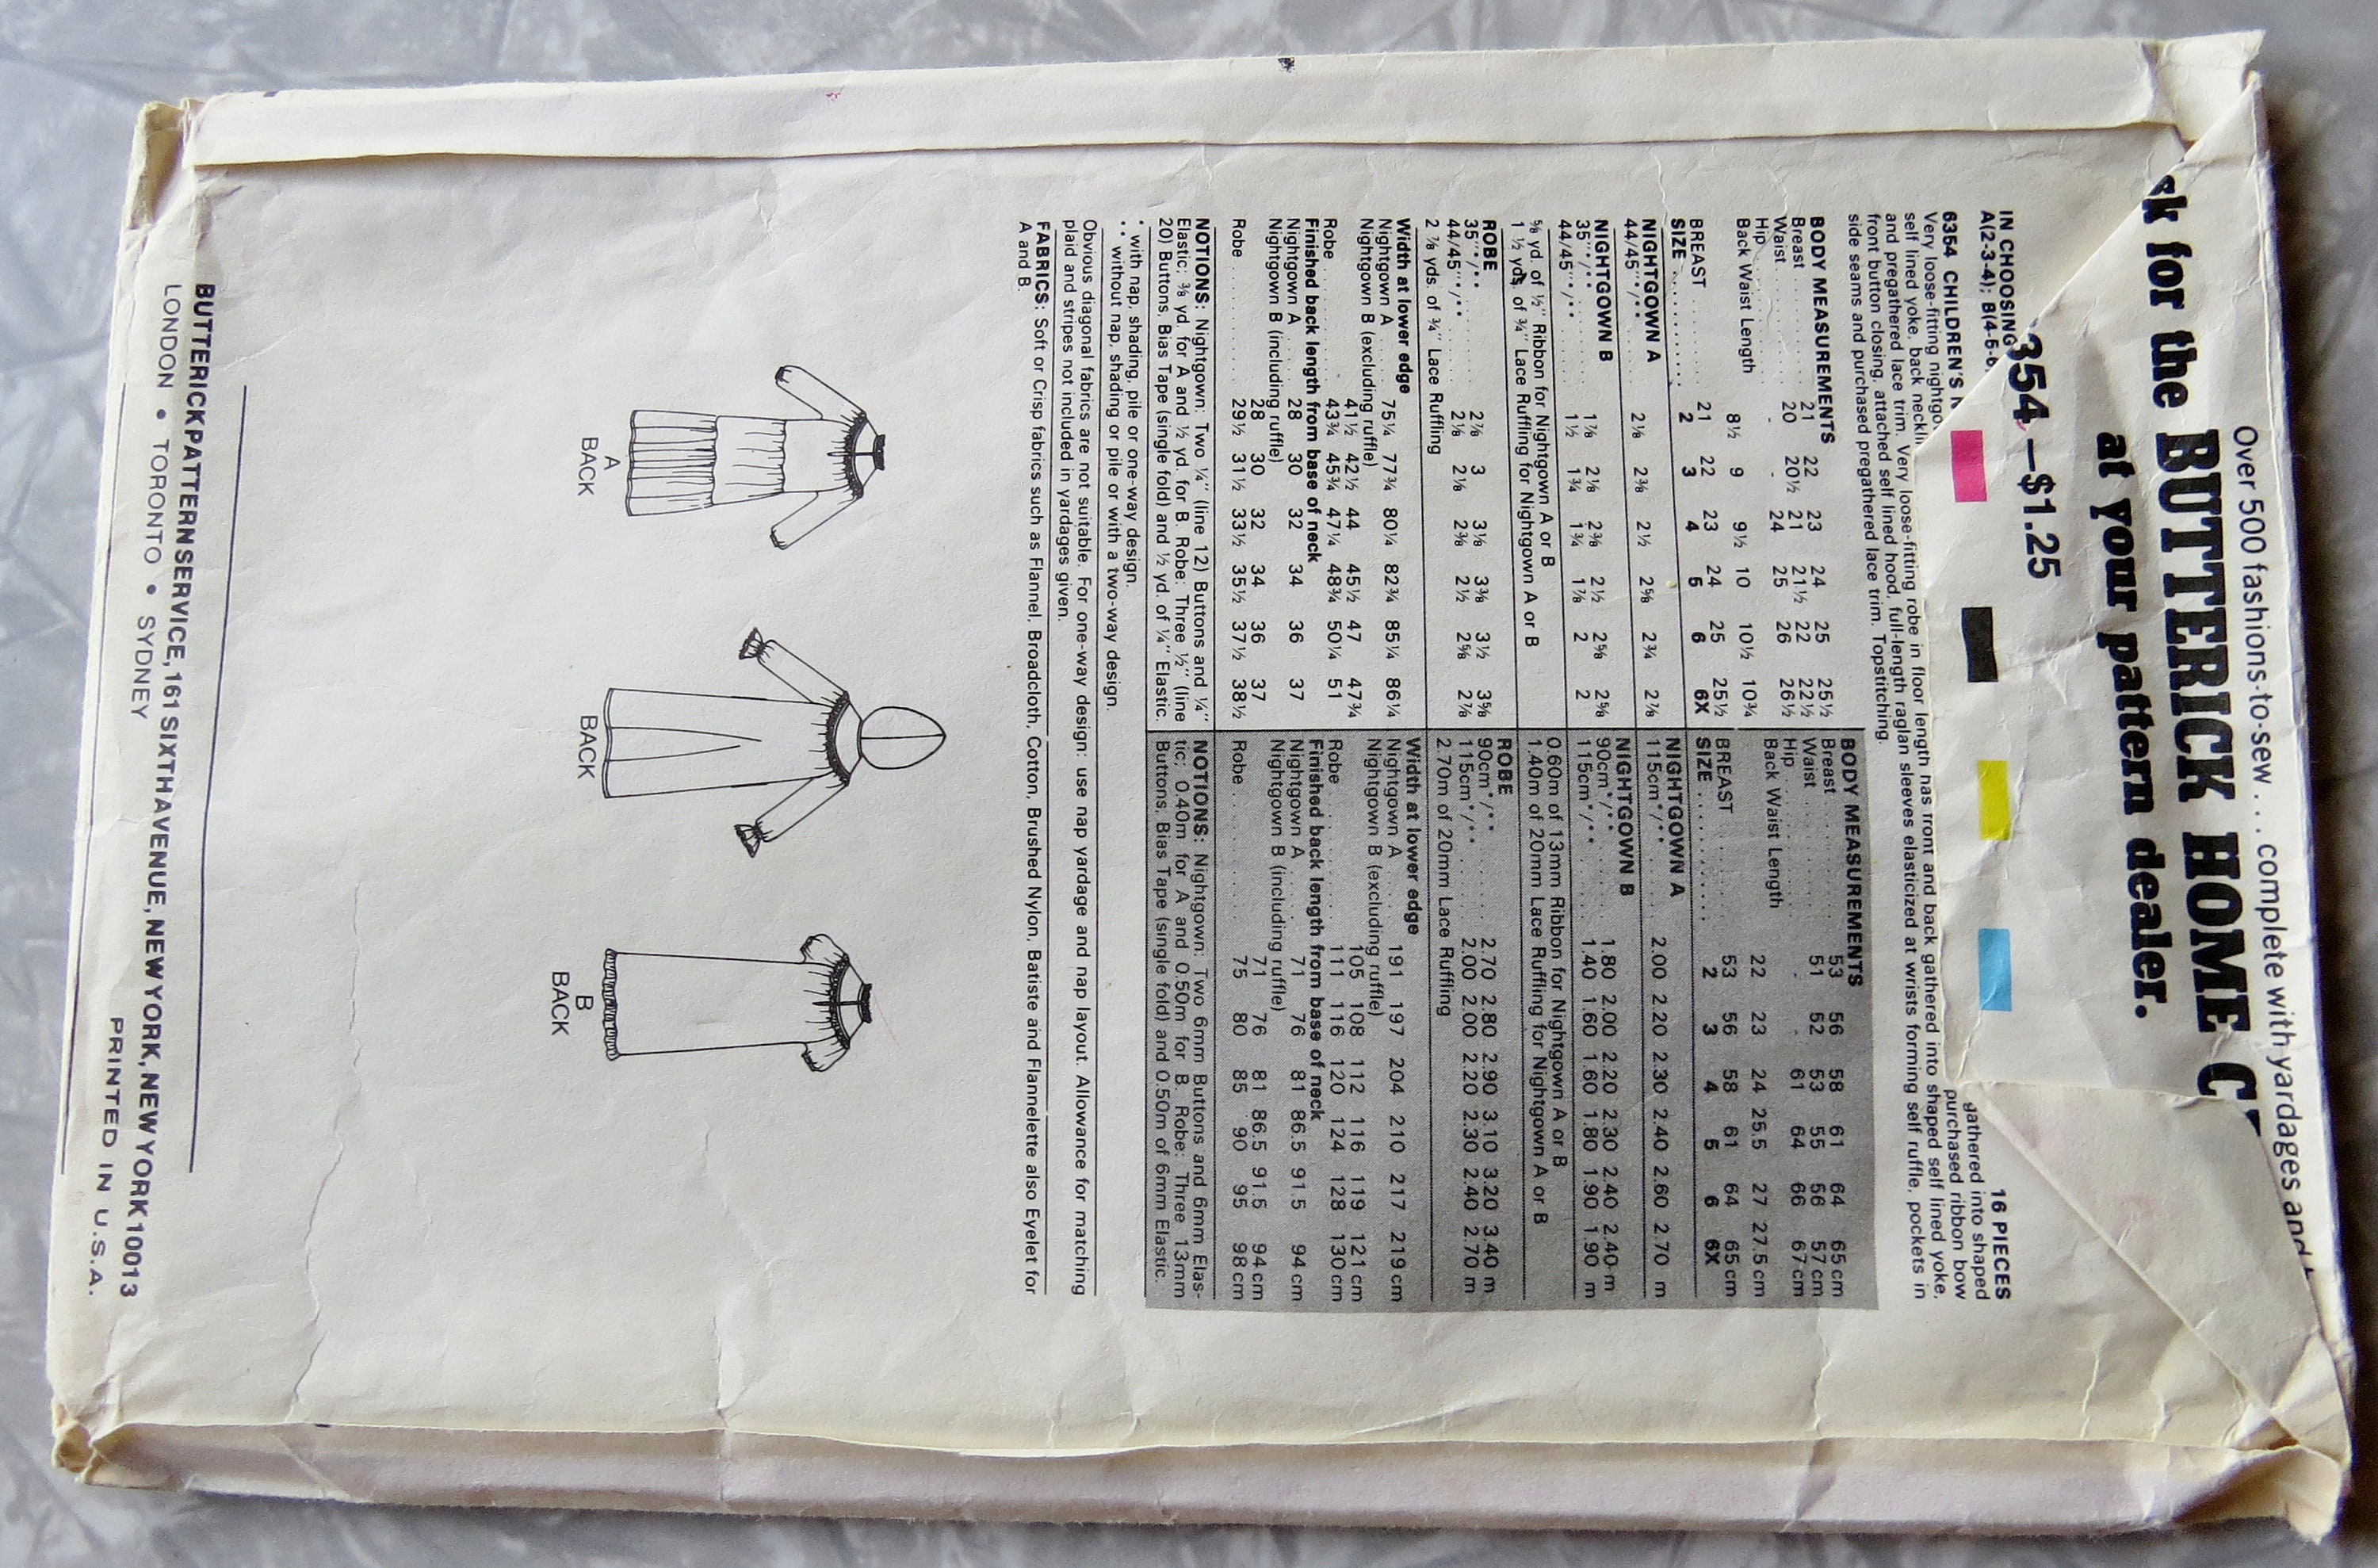 Over 500 fashions-to-sew . . . complete with yardages and
sk for the BUTTERICK HOME C
at your pattern dealer.
354 – $1.25
IN CHOOSING
A(2-3-4); B(4-5-6
6354 CHILDREN'S N 16 PIECES
Very loose-fitting nightgo gathered into shaped
self lined yoke, back neckli purchased ribbon bow
and pregathered lace trim. Very loose-fitting robe in floor length has front and back gathered into shaped self lined yoke,
front button closing, attached self lined hood, full-length raglan sleeves elasticized at wrists forming self ruffle, pockets in
side seams and purchased pregathered lace trim. Topstitching.
BODY MEASUREMENTS
Breast 21 22 23 24 25 25½
Waist 20 20½ 21 21½ 22 22½
Hip - - 24 25 26 26½
Back Waist Length 8½ 9 9½ 10 10½ 10¾
BREAST 21 22 23 24 25 25½
SIZE 2 3 4 5 6 6X
NIGHTGOWN A
44/45"*/** 2⅛ 2⅜ 2½ 2⅝ 2¾ 2⅞
NIGHTGOWN B
35"*/** 1⅞ 2⅛ 2⅜ 2½ 2⅝ 2⅝
44/45"*/** 1½ 1¾ 1¾ 1⅞ 2 2
⅝ yd. of ½" Ribbon for Nightgown A or B
1 ½ yds. of ¾" Lace Ruffling for Nightgown A or B
ROBE
35"*/** 2⅞ 3 3⅛ 3⅜ 3½ 3⅝
44/45"*/** 2⅛ 2⅛ 2⅜ 2½ 2⅝ 2⅞
2 ⅞ yds. of ¾" Lace Ruffling
Width at lower edge
Nightgown A 75¼ 77¾ 80¼ 82¾ 85¼ 86¼
Nightgown B (excluding ruffle)
41½ 42½ 44 45½ 47 47¾
Robe 43¾ 45¾ 47¼ 48¾ 50¼ 51
Finished back length from base of neck
Nightgown A 28 30 32 34 36 37
Nightgown B (including ruffle)
28 30 32 34 36 37
Robe 29½ 31½ 33½ 35½ 37½ 38½
NOTIONS: Nightgown: Two ¼" (line 12) Buttons and ¼"
Elastic: ⅜ yd. for A and ½ yd. for B. Robe: Three ½" (line
20) Buttons, Bias Tape (single fold) and ½ yd. of ¼" Elastic.
BODY MEASUREMENTS
Breast 53 56 58 61 64 65 cm
Waist 51 52 53 55 56 57 cm
Hip - - 61 64 66 67 cm
Back Waist Length 22 23 24 25.5 27 27.5 cm
BREAST 53 56 58 61 64 65 cm
SIZE 2 3 4 5 6 6X
NIGHTGOWN A
115cm*/** 2.00 2.20 2.30 2.40 2.60 2.70 m
NIGHTGOWN B
90cm*/** 1.80 2.00 2.20 2.30 2.40 2.40 m
115cm*/** 1.40 1.60 1.60 1.80 1.90 1.90 m
0.60m of 13mm Ribbon for Nightgown A or B
1.40m of 20mm Lace Ruffling for Nightgown A or B
ROBE
90cm*/** 2.70 2.80 2.90 3.10 3.20 3.40 m
115cm*/** 2.00 2.00 2.20 2.30 2.40 2.70 m
2.70m of 20mm Lace Ruffling
Width at lower edge
Nightgown A 191 197 204 210 217 219 cm
Nightgown B (excluding ruffle)
105 108 112 116 119 121 cm
Robe 111 116 120 124 128 130 cm
Finished back length from base of neck
Nightgown A 71 76 81 86.5 91.5 94 cm
Nightgown B (including ruffle)
71 76 81 86.5 91.5 94 cm
Robe 75 80 85 90 95 98 cm
NOTIONS: Nightgown: Two 6mm Buttons and 6mm Elas-
tic: 0.40m for A and 0.50m for B. Robe: Three 13mm
Buttons, Bias Tape (single fold) and 0.50m of 6mm Elastic.
* with nap, shading, pile or one-way design.
** without nap, shading or pile or with a two-way design.
Obvious diagonal fabrics are not suitable. For one-way design: use nap yardage and nap layout. Allowance for matching
plaid and stripes not included in yardages given.
FABRICS: Soft or Crisp fabrics such as Flannel, Broadcloth, Cotton, Brushed Nylon, Batiste and Flannelette also Eyelet for
A and B.
A
BACK
BACK
B
BACK
BUTTERICK PATTERN SERVICE, 161 SIXTH AVENUE, NEW YORK, NEW YORK 10013
LONDON • TORONTO • SYDNEY
PRINTED IN U.S.A.